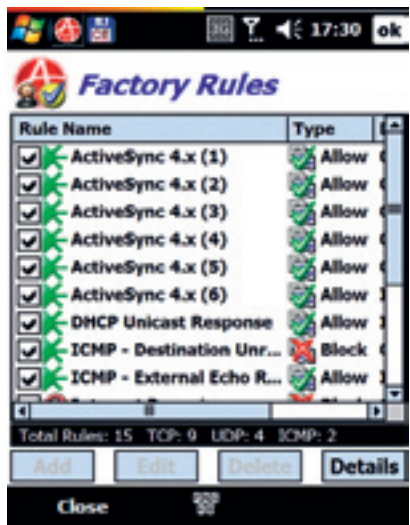 3G 17:30 ok
Factory Rules
Rule Name Type
ActiveSync 4.x (1) Allow
ActiveSync 4.x (2) Allow
ActiveSync 4.x (3) Allow
ActiveSync 4.x (4) Allow
ActiveSync 4.x (5) Allow
ActiveSync 4.x (6) Allow
DHCP Unicast Response Allow
ICMP - Destination Unr... Block
ICMP - External Echo R... Allow
Total Rules: 15 TCP: 9 UDP: 4 ICMP: 2
Add Edit Delete Details
Close